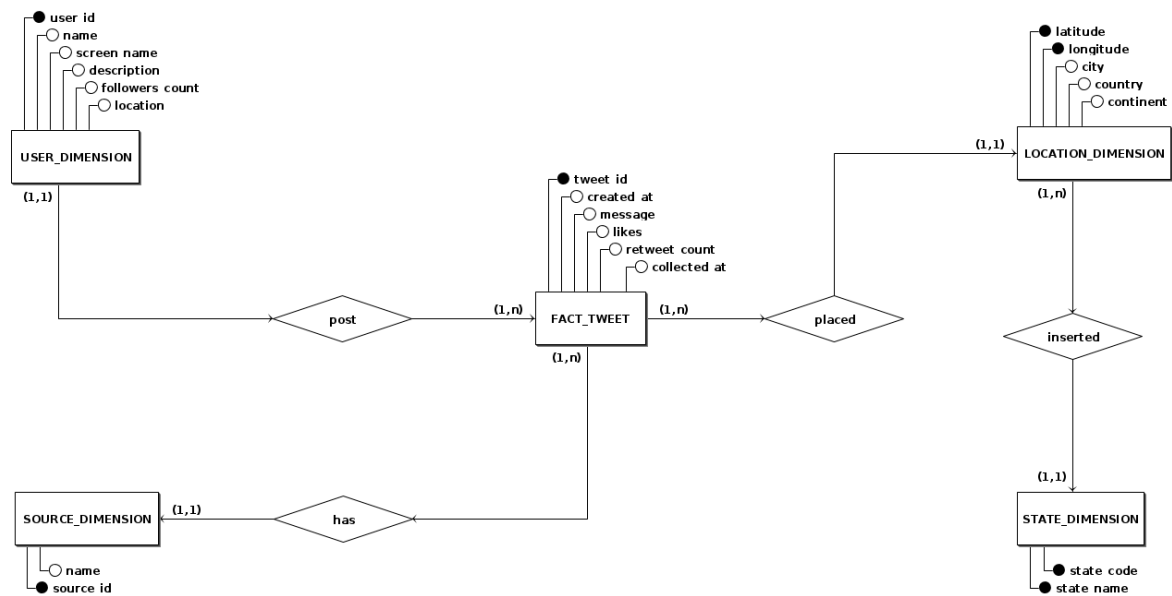 user id
name
screen name
description
followers count
location
USER_DIMENSION
(1,1)
latitude
longitude
city
country
continent
(1,1)
LOCATION_DIMENSION
(1,n)
tweet id
created at
message
likes
retweet count
collected at
post
(1,n)
FACT_TWEET
(1,n)
placed
(1,n)
inserted
(1,1)
SOURCE_DIMENSION
(1,1)
has
STATE_DIMENSION
name
source id
state code
state name